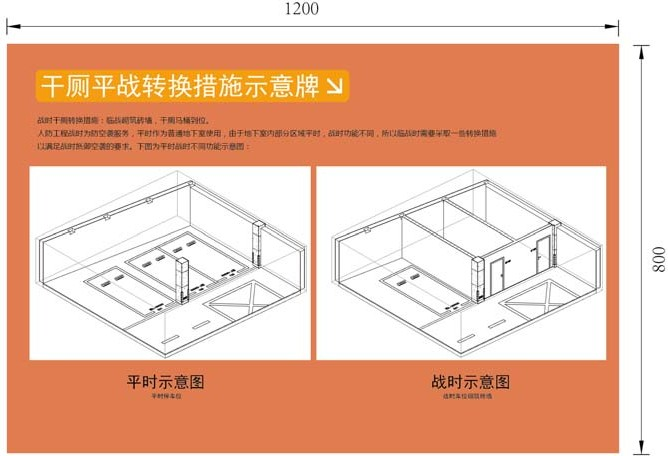 1200
干厕平战转换措施示意牌
战时干厕转换措施：临战砌筑砖墙，干厕马桶到位。
人防工程战时为防空袭服务，平时作为普通地下室使用，由于地下室内部分区域平时，战时功能不同，所以临战时需要采取一些转换措施
以满足战时防御空袭的要求。下图为平时战时不同功能示意图：
800
平时示意图
战时示意图
平时停车位
战时车位砌筑砖墙